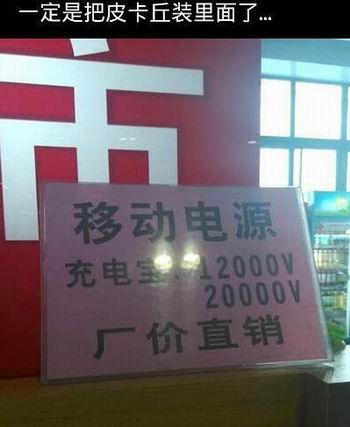 一定是把皮卡丘装里面了...
市
移动电源
充电宝:12000V
20000V
厂价直销